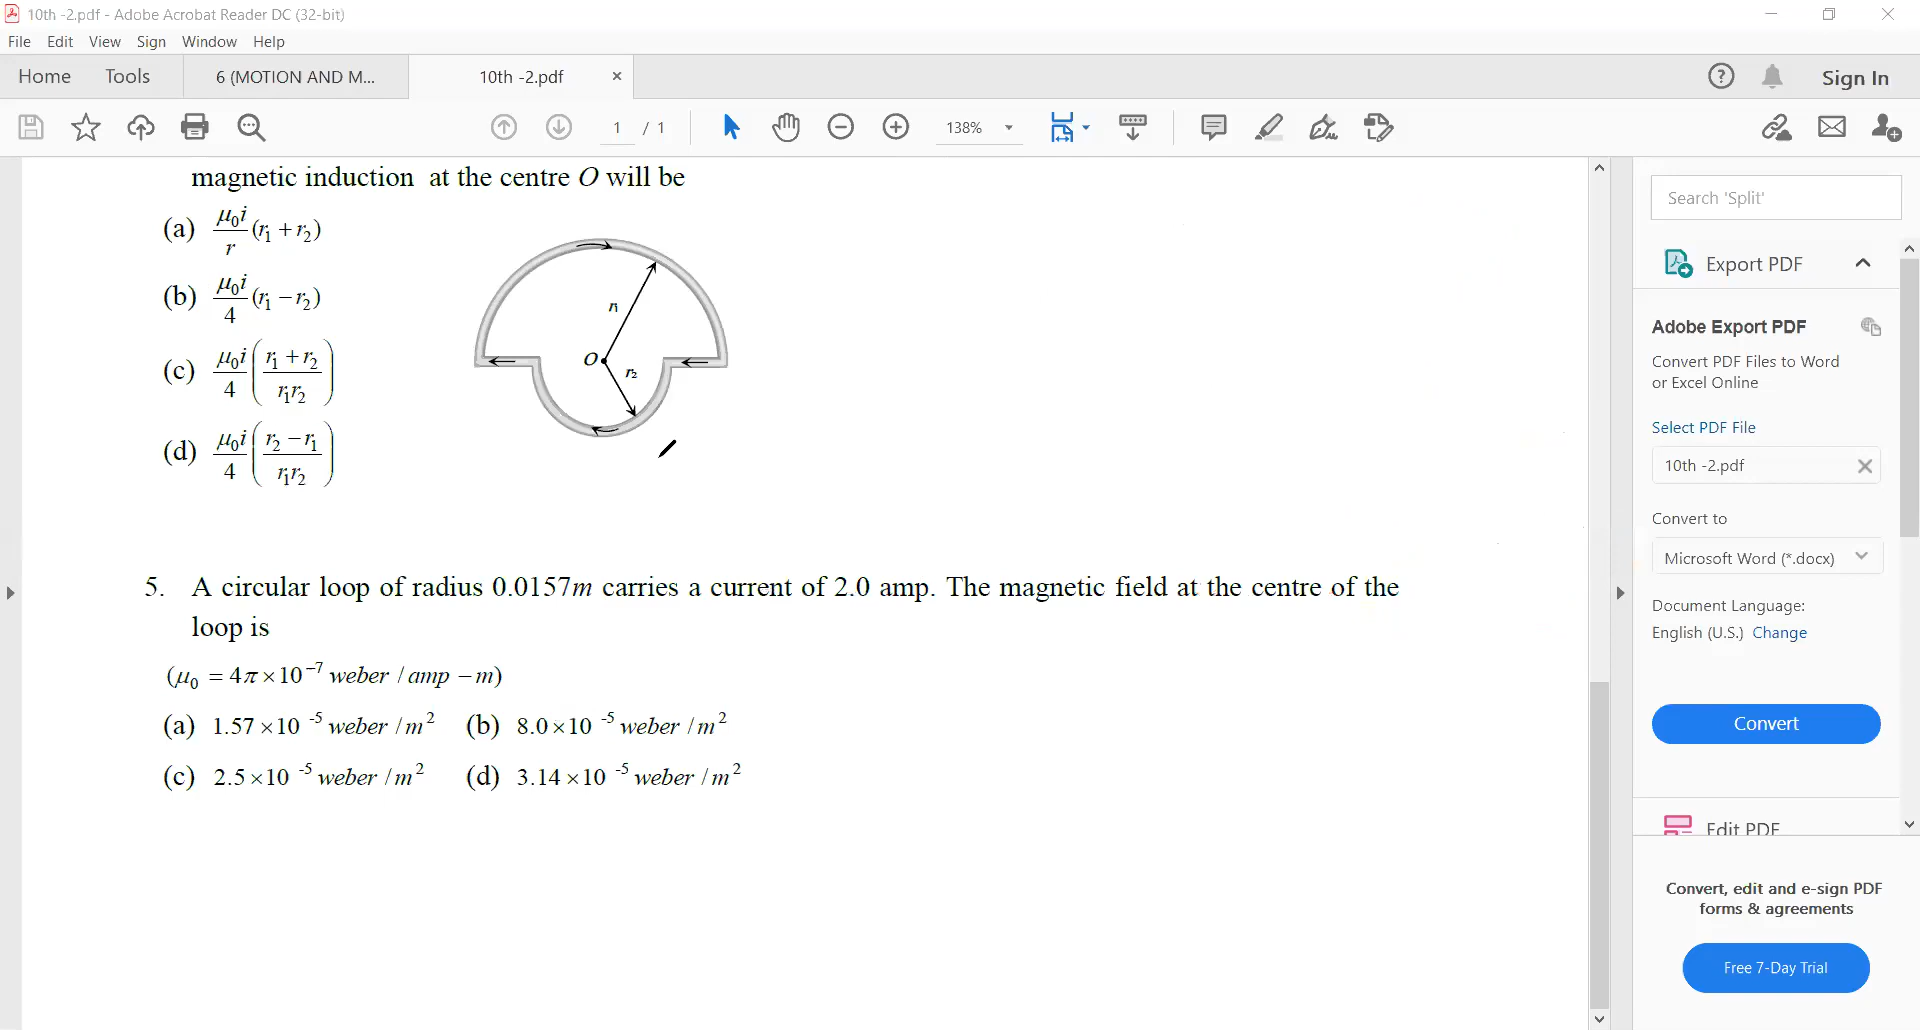 10th -2.pdf - Adobe Acrobat Reader DC (32-bit)
File Edit View Sign Window Help
Home Tools 6 (MOTION AND M... 10th -2.pdf × Sign In
1 / 1 138%
magnetic induction at the centre O will be
(a) μ₀i/r (r₁ + r₂)
(b) μ₀i/4 (r₁ − r₂)
(c) μ₀i/4 ((r₁ + r₂)/(r₁r₂))
(d) μ₀i/4 ((r₂ − r₁)/(r₁r₂))
r₁
O
r₂
5. A circular loop of radius 0.0157m carries a current of 2.0 amp. The magnetic field at the centre of the
loop is
(μ₀ = 4π × 10⁻⁷ weber / amp − m)
(a) 1.57 × 10 ⁻⁵ weber / m² (b) 8.0 × 10 ⁻⁵ weber / m²
(c) 2.5 × 10 ⁻⁵ weber / m² (d) 3.14 × 10 ⁻⁵ weber / m²
Search 'Split'
Export PDF
Adobe Export PDF
Convert PDF Files to Word
or Excel Online
Select PDF File
10th -2.pdf
Convert to
Microsoft Word (*.docx)
Document Language:
English (U.S.) Change
Convert
Edit PDF
Convert, edit and e-sign PDF
forms & agreements
Free 7-Day Trial